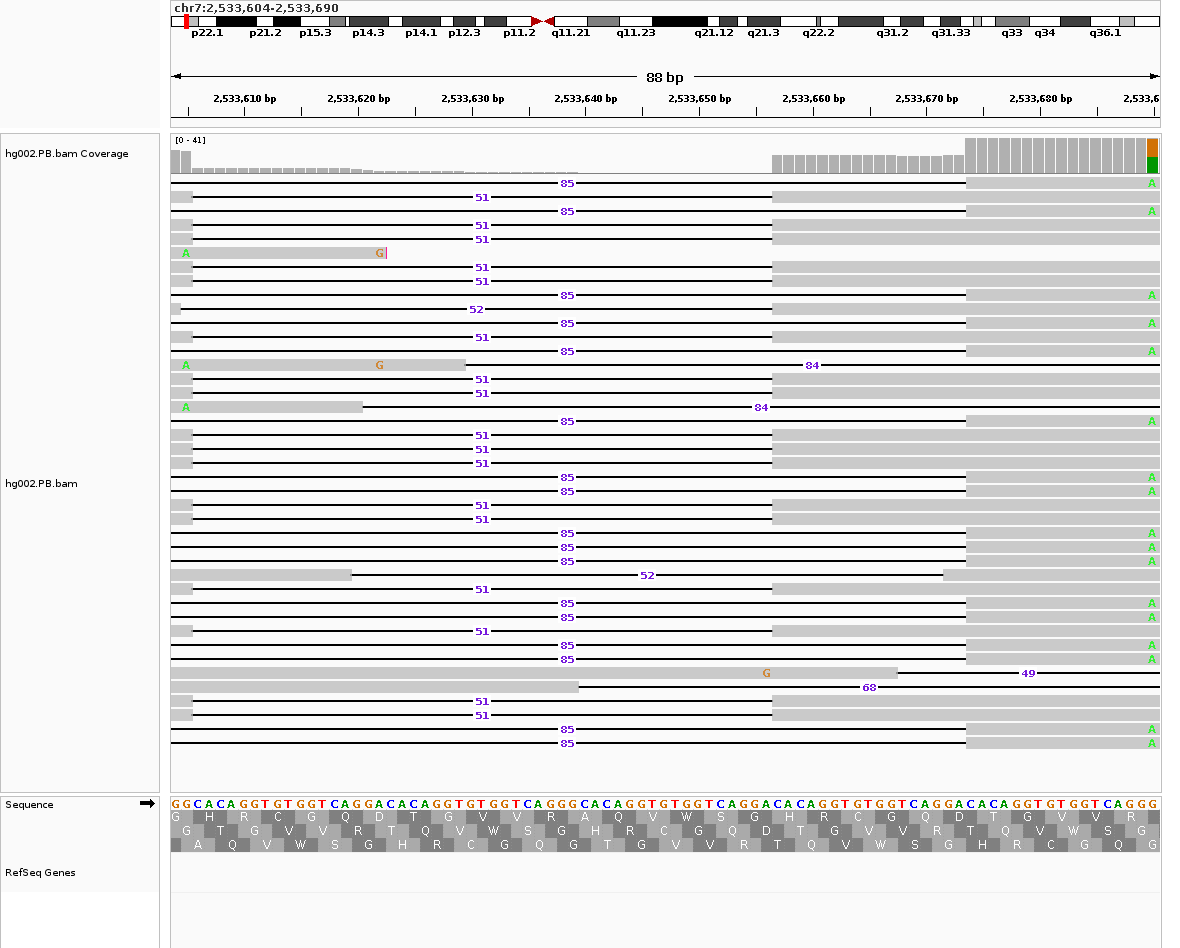 chr7:2,533,604-2,533,690
p22.1 p21.2 p15.3 p14.3 p14.1 p12.3 p11.2 q11.21 q11.23 q21.12 q21.3 q22.2 q31.2 q31.33 q33 q34 q36.1
88 bp
2,533,610 bp 2,533,620 bp 2,533,630 bp 2,533,640 bp 2,533,650 bp 2,533,660 bp 2,533,670 bp 2,533,680 bp 2,533,6
[0 - 41]
hg002.PB.bam Coverage
85 A
51
85 A
51
51
A G
51
51
85 A
52
85 A
51
85 A
A G 84
51
51
A 84
85 A
51
51
51
85 A
hg002.PB.bam
85 A
51
51
85 A
85 A
85 A
52
51
85 A
85 A
51
85 A
85 A
G 49
68
51
51
85 A
85 A
Sequence
GGCACAGGTGTGGTCAGGACACAGGTGTGGTCAGGGCACAGGTGTGGTCAGGACACAGGTGTGGTCAGGACACAGGTGTGGTCAGGG
G H R C G Q D T G V V R A Q V W S G H R C G Q D T G V V R
G T G V V R T Q V W S G H R C G Q D T G V V R T Q V W S G
A Q V W S G H R C G Q G T G V V R T Q V W S G H R C G Q G
RefSeq Genes